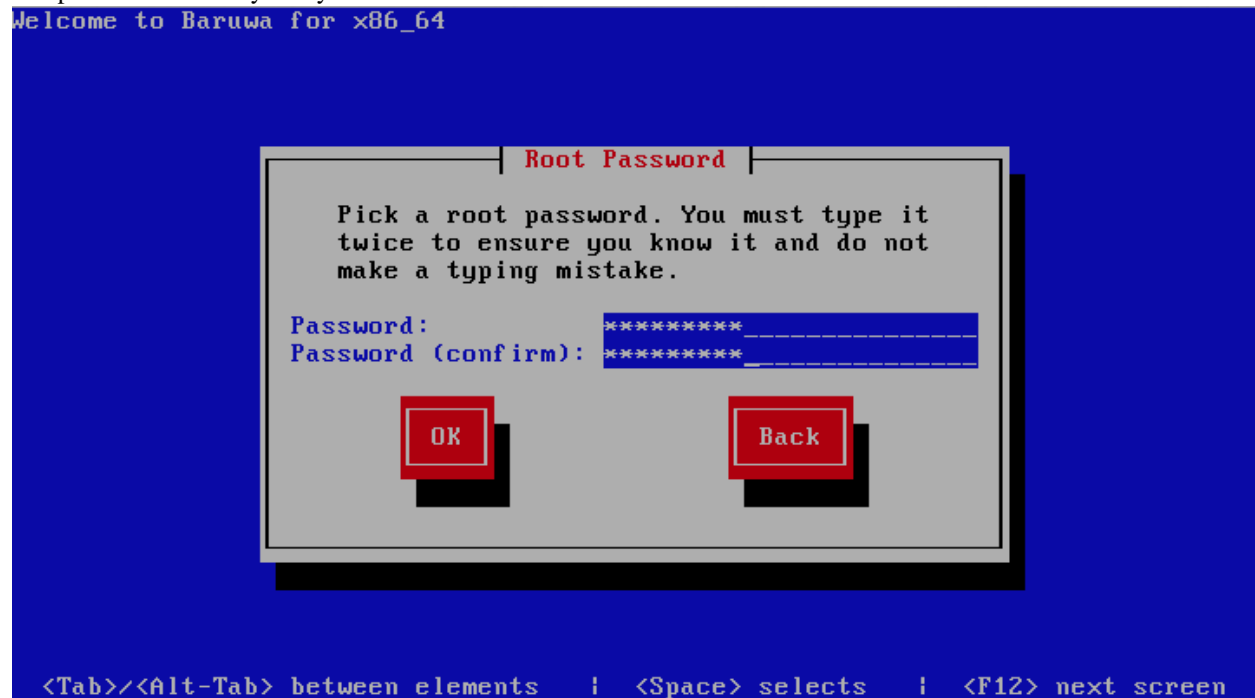 Welcome to Baruwa for x86_64
Root Password
Pick a root password. You must type it
twice to ensure you know it and do not
make a typing mistake.
Password: *********
Password (confirm): *********
OK Back
<Tab>/<Alt-Tab> between elements | <Space> selects | <F12> next screen